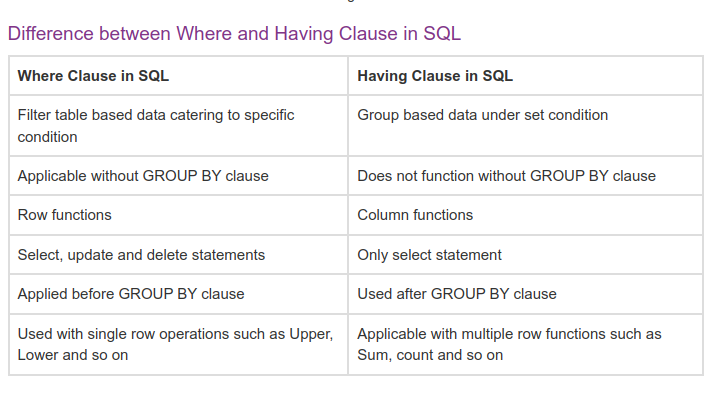 Difference between Where and Having Clause in SQL
Where Clause in SQL
Having Clause in SQL
Filter table based data catering to specific
condition
Group based data under set condition
Applicable without GROUP BY clause
Does not function without GROUP BY clause
Row functions
Column functions
Select, update and delete statements
Only select statement
Applied before GROUP BY clause
Used after GROUP BY clause
Used with single row operations such as Upper,
Lower and so on
Applicable with multiple row functions such as
Sum, count and so on